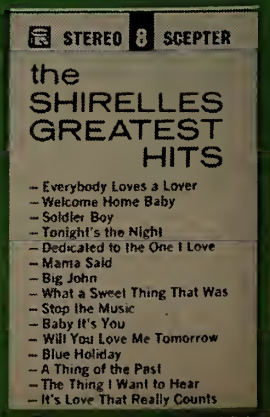 STEREO 8 SCEPTER
the
SHIRELLES
GREATEST
HITS
– Everybody Loves a Lover
– Welcome Home Baby
– Soldier Boy
– Tonight's the Night
– Dedicated to the One I Love
– Mama Said
– Big John
– What a Sweet Thing That Was
– Stop the Music
– Baby It's You
– Will You Love Me Tomorrow
– Blue Holiday
– A Thing of the Past
– The Thing I Want to Hear
– It's Love That Really Counts